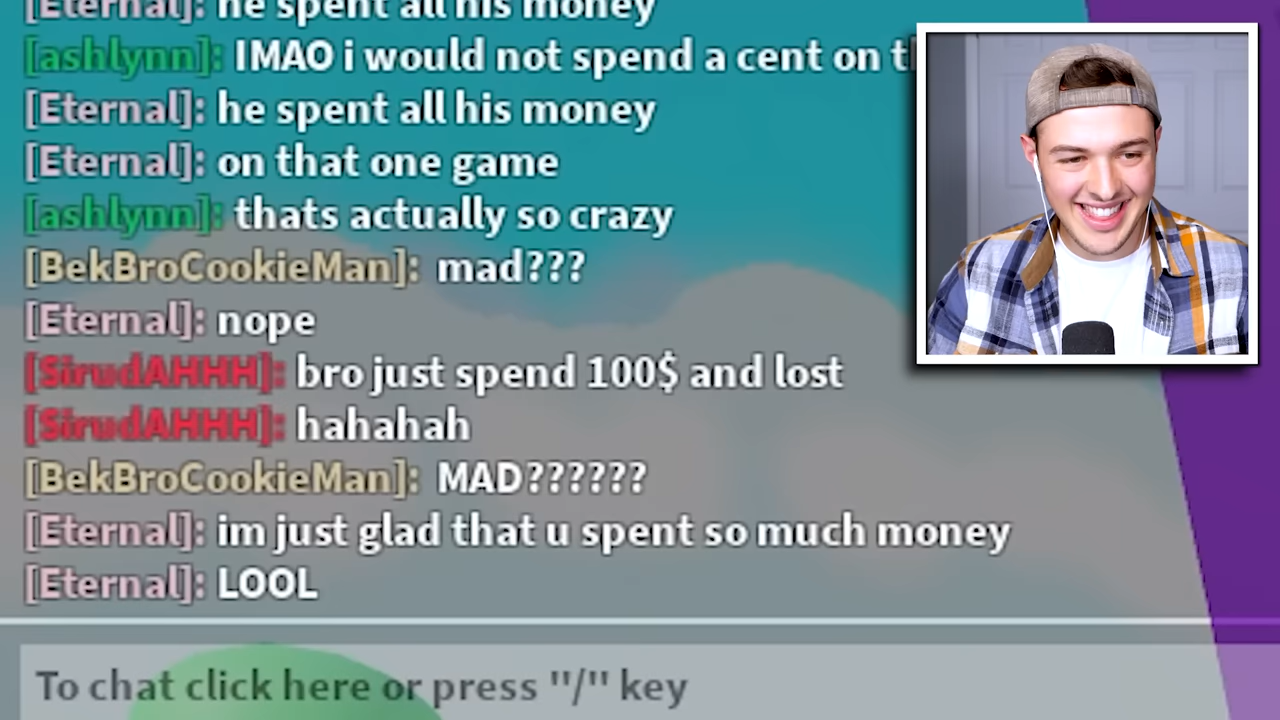 [Eternal]: he spent all his money
[ashlynn]: IMAO i would not spend a cent on
[Eternal]: he spent all his money
[Eternal]: on that one game
[ashlynn]: thats actually so crazy
[BekBroCookieMan]: mad???
[Eternal]: nope
[SirudAHHH]: bro just spend 100$ and lost
[SirudAHHH]: hahahah
[BekBroCookieMan]: MAD??????
[Eternal]: im just glad that u spent so much money
[Eternal]: LOOL
To chat click here or press "/" key